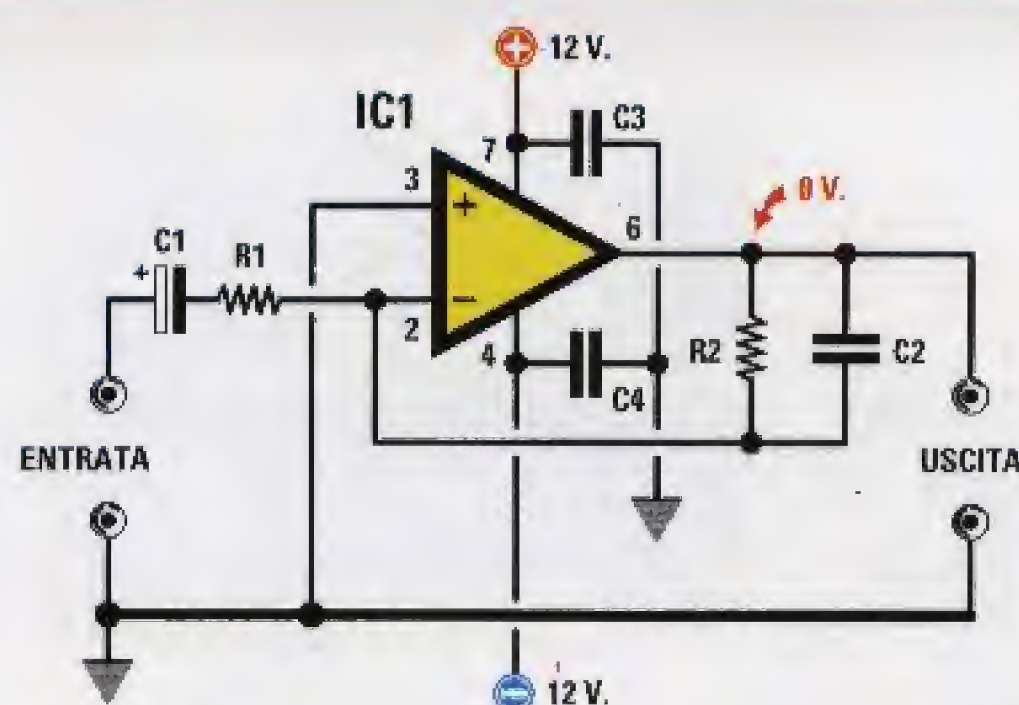 + 12 V.
IC1
C3
7
3
+
0 V.
6
C1
R1
+
−
2
4
R2
C2
C4
ENTRATA
USCITA
− 12 V.